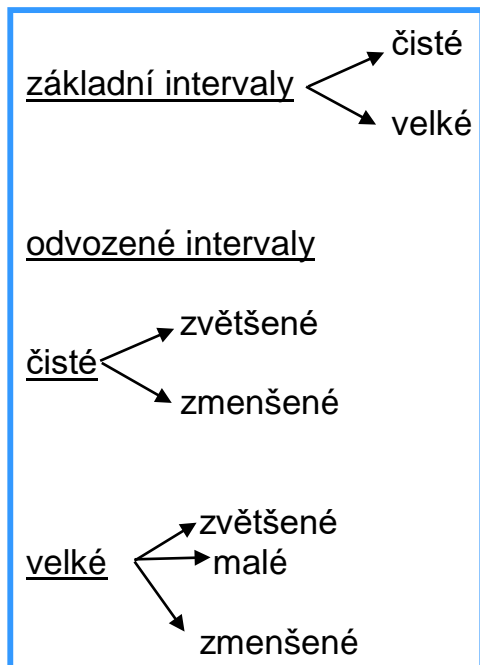 čisté
základní intervaly
velké
odvozené intervaly
zvětšené
čisté
zmenšené
zvětšené
velké malé
zmenšené